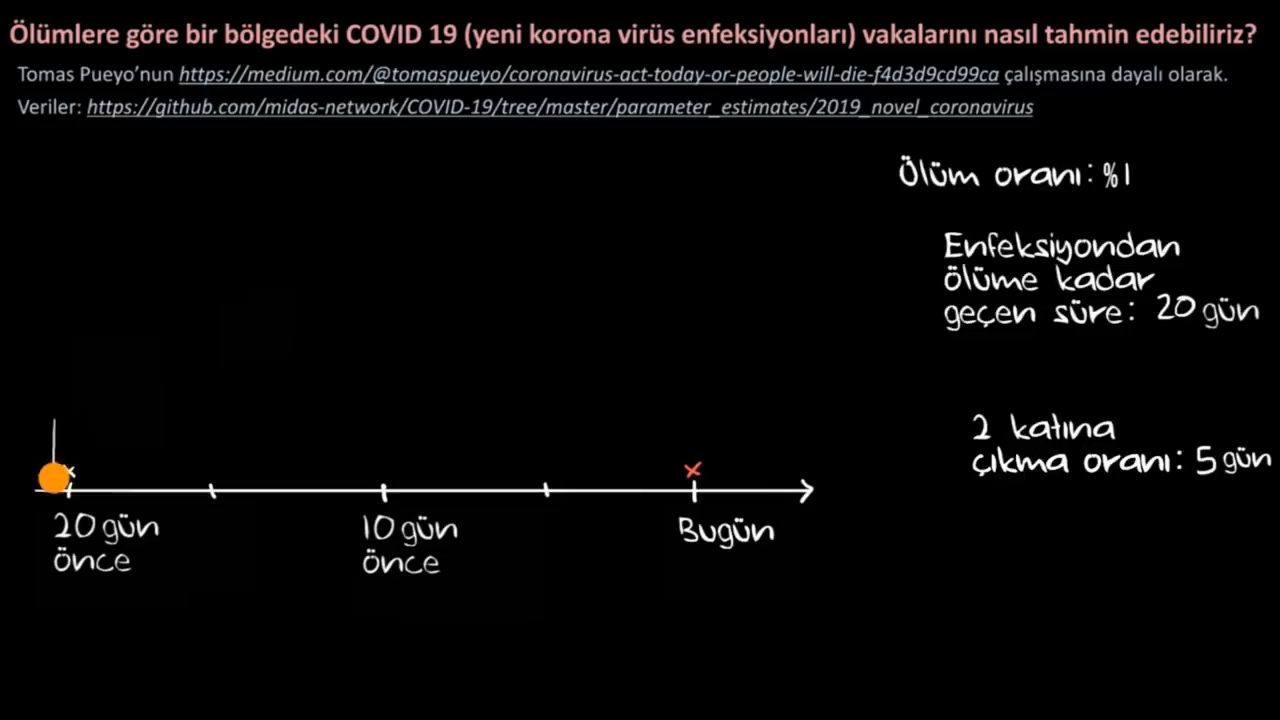 Ölümlere göre bir bölgedeki COVID 19 (yeni korona virüs enfeksiyonları) vakalarını nasıl tahmin edebiliriz?
Tomas Pueyo’nun https://medium.com/@tomaspueyo/coronavirus-act-today-or-people-will-die-f4d3d9cd99ca çalışmasına dayalı olarak.
Veriler: https://github.com/midas-network/COVID-19/tree/master/parameter_estimates/2019_novel_coronavirus
Ölüm oranı: %1
Enfeksiyondan
ölüme kadar
geçen süre: 20 gün
2 katına
çıkma oranı: 5 gün
20 gün
önce
10 gün
önce
Bugün